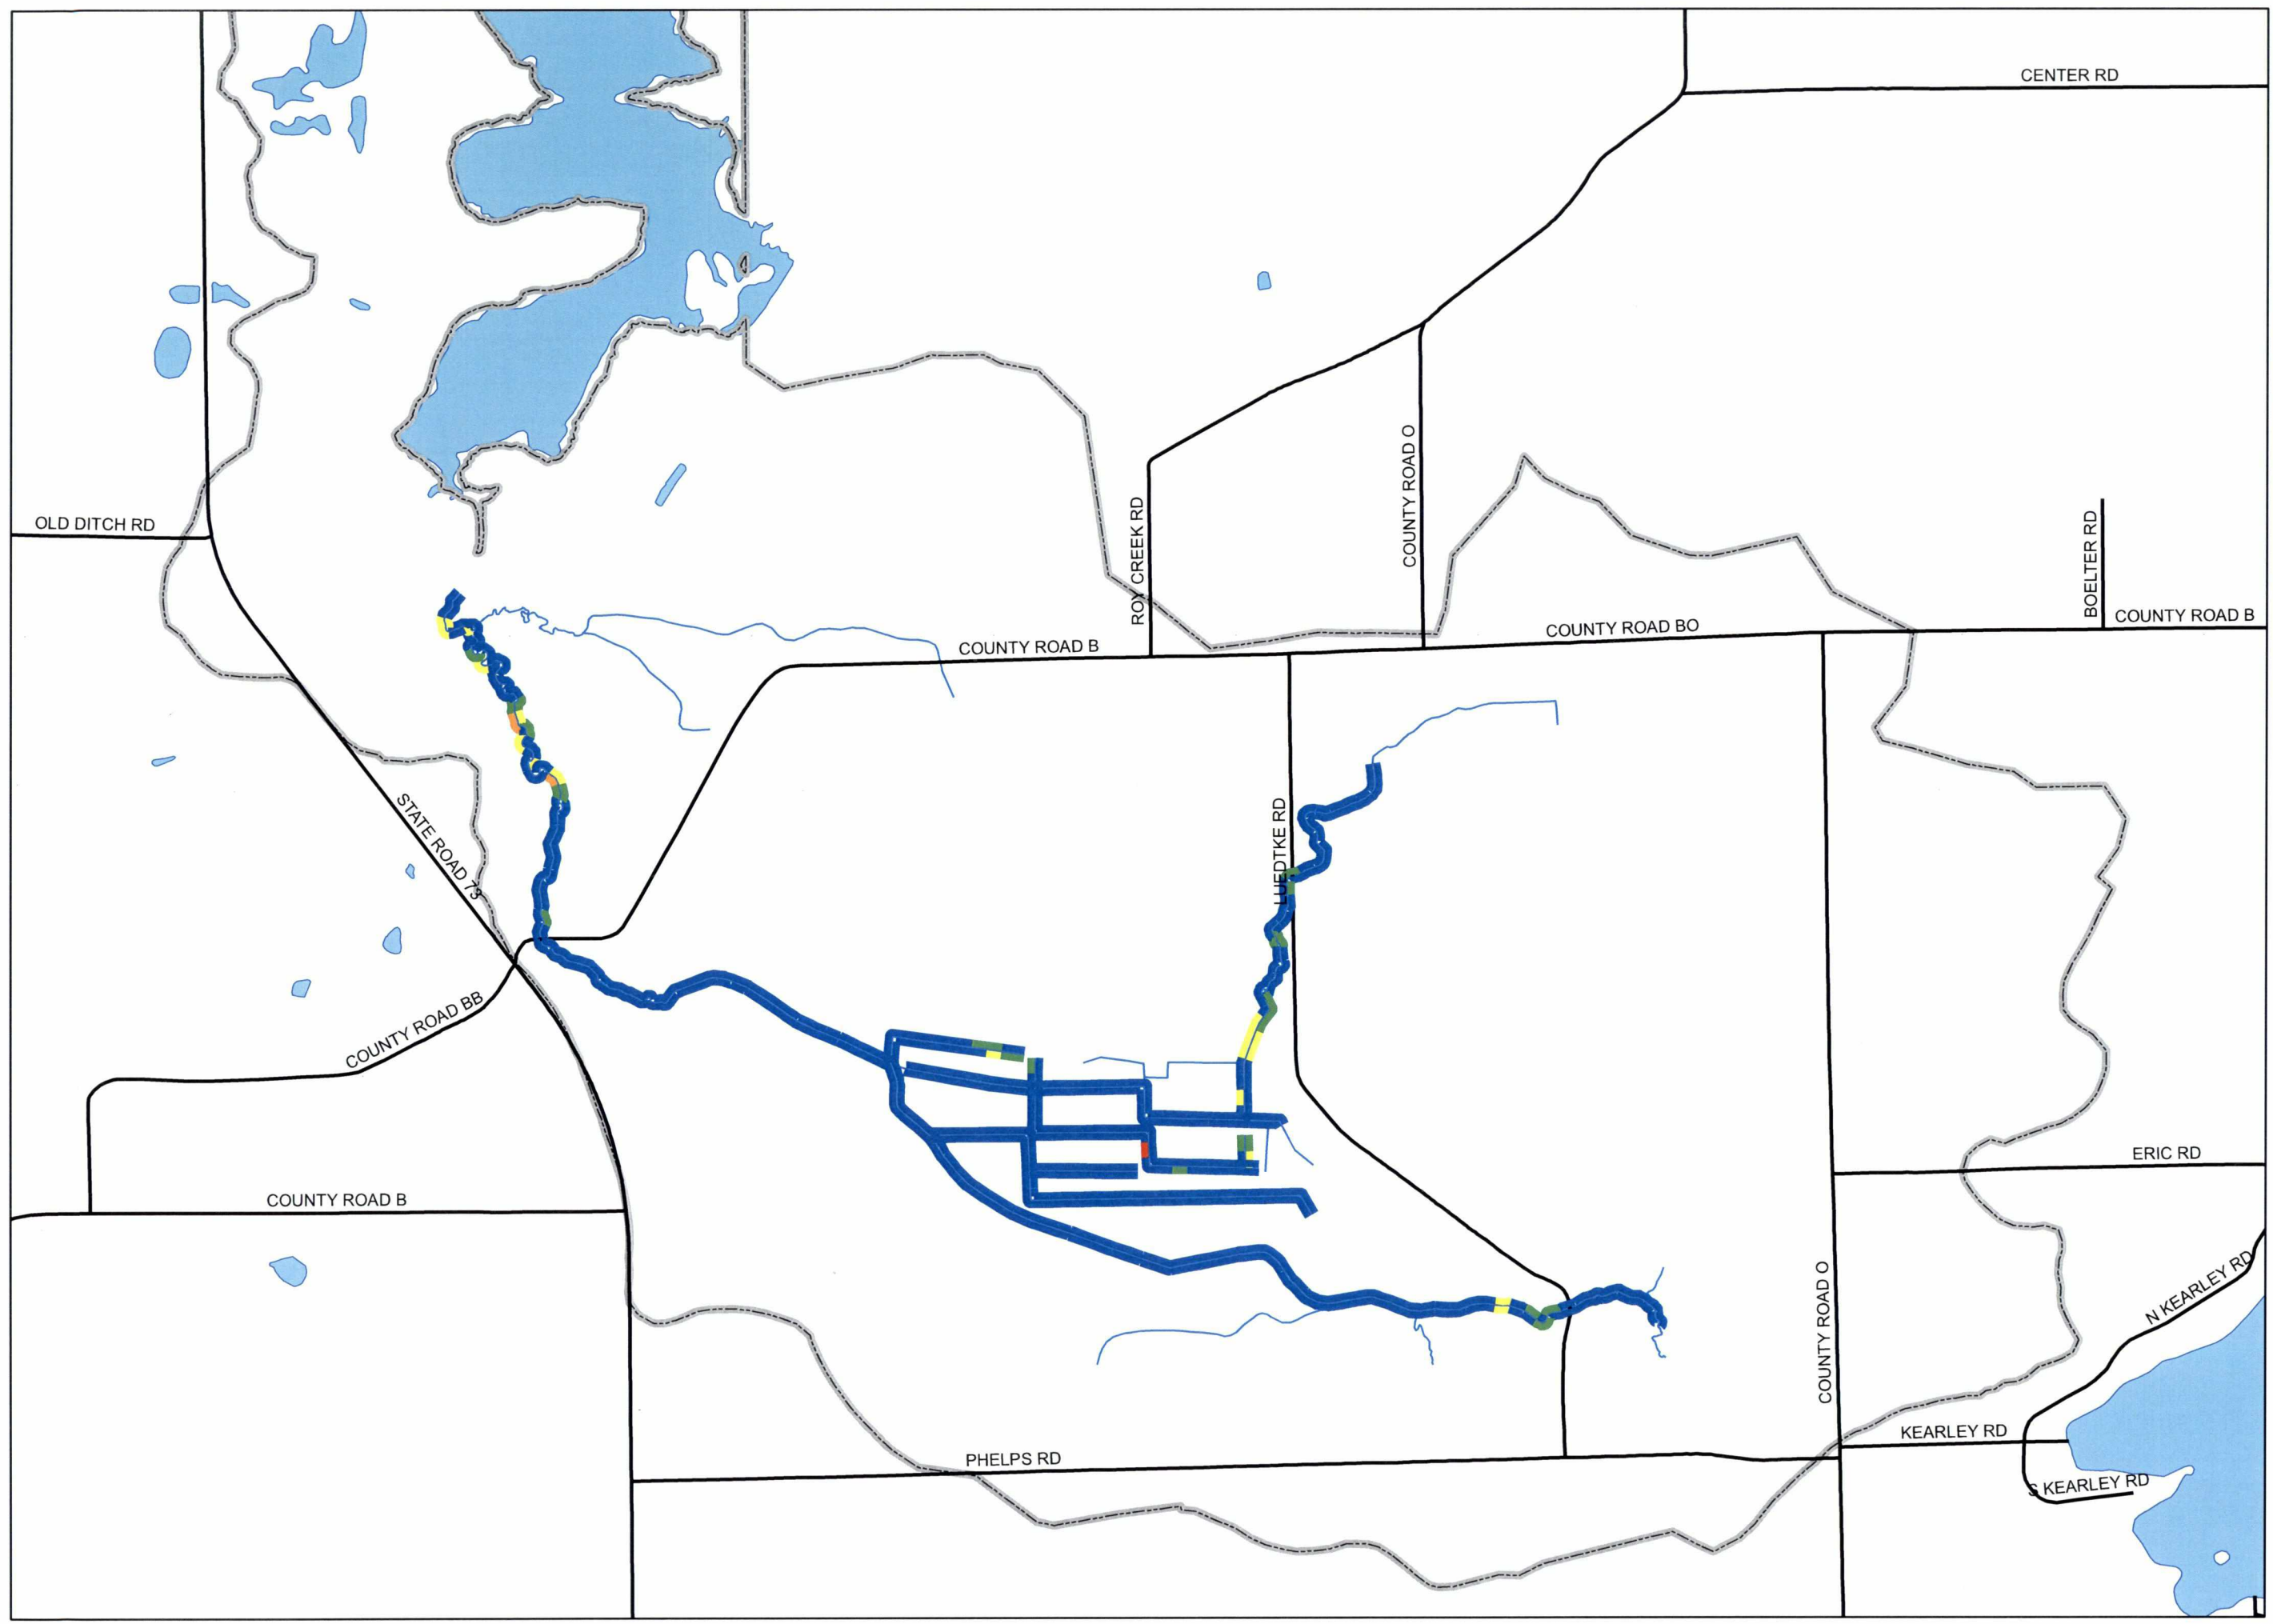 CENTER RD
COUNTY ROAD O
ROY CREEK RD
BOELTER RD
OLD DITCH RD
COUNTY ROAD B
COUNTY ROAD BO
COUNTY ROAD B
STATE ROAD 73
LUEDTKE RD
COUNTY ROAD BB
ERIC RD
COUNTY ROAD B
N KEARLEY RD
COUNTY ROAD O
KEARLEY RD
PHELPS RD
S KEARLEY RD